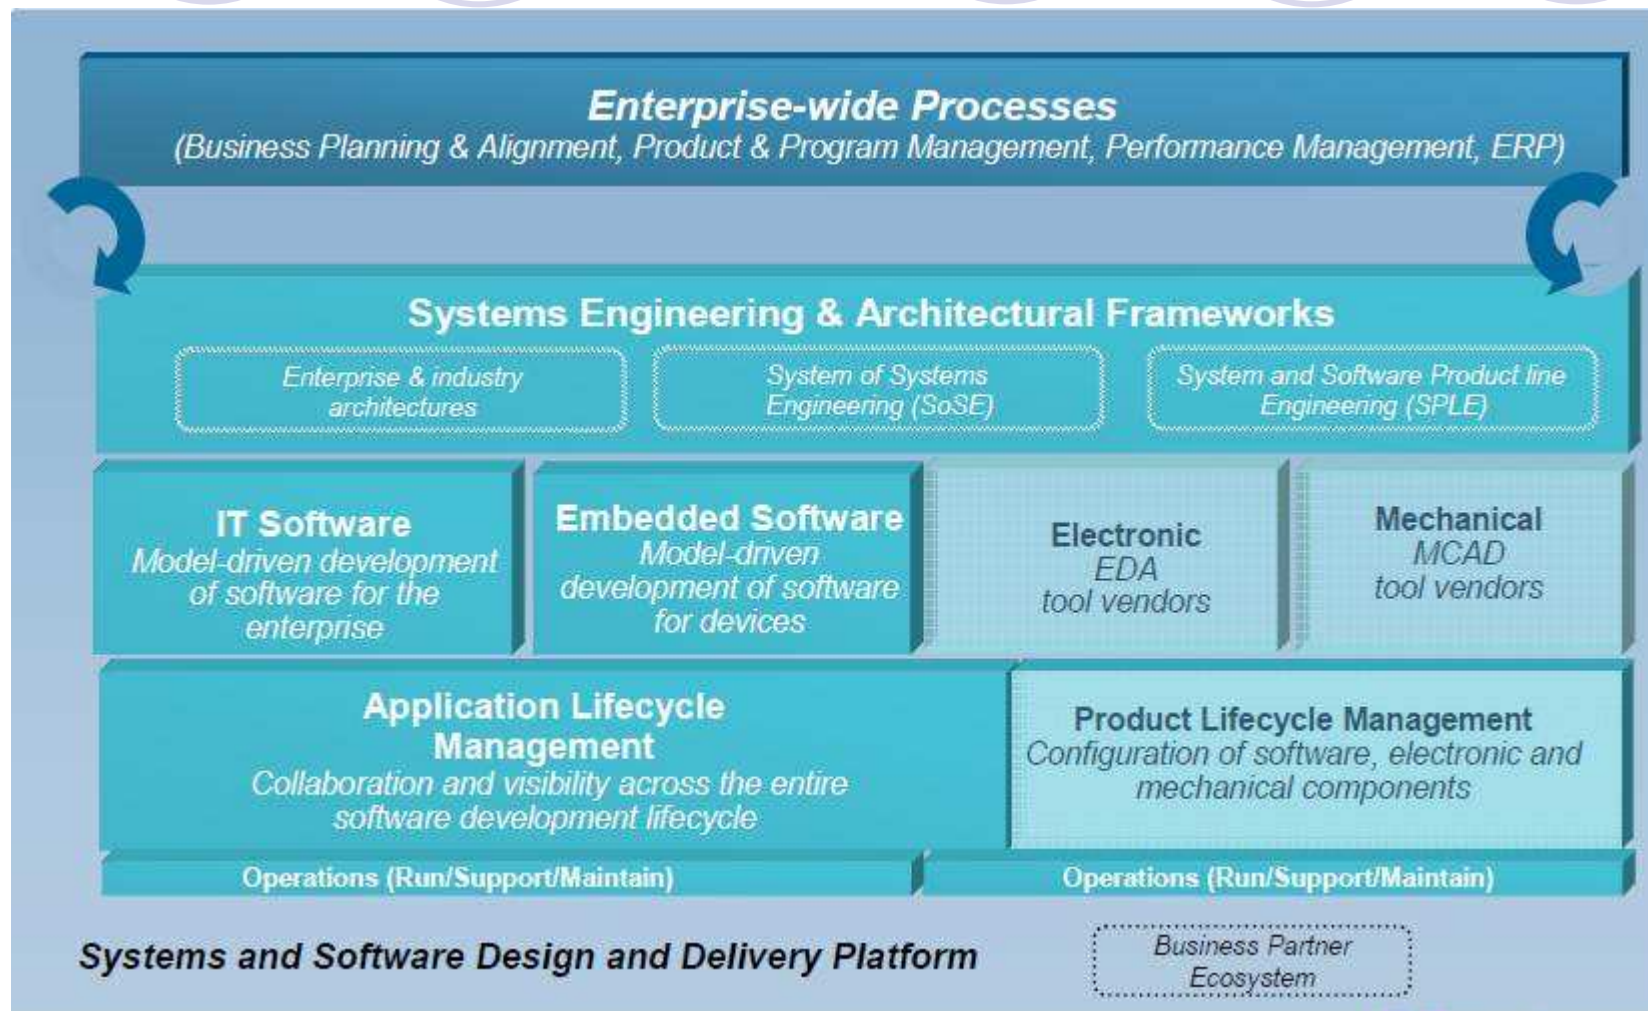 Enterprise-wide Processes
(Business Planning & Alignment, Product & Program Management, Performance Management, ERP)
Systems Engineering & Architectural Frameworks
Enterprise & industry
architectures
System of Systems
Engineering (SoSE)
System and Software Product line
Engineering (SPLE)
IT Software
Model-driven development
of software for the
enterprise
Embedded Software
Model-driven
development of software
for devices
Electronic
EDA
tool vendors
Mechanical
MCAD
tool vendors
Application Lifecycle
Management
Collaboration and visibility across the entire
software development lifecycle
Product Lifecycle Management
Configuration of software, electronic and
mechanical components
Operations (Run/Support/Maintain)
Operations (Run/Support/Maintain)
Systems and Software Design and Delivery Platform
Business Partner
Ecosystem